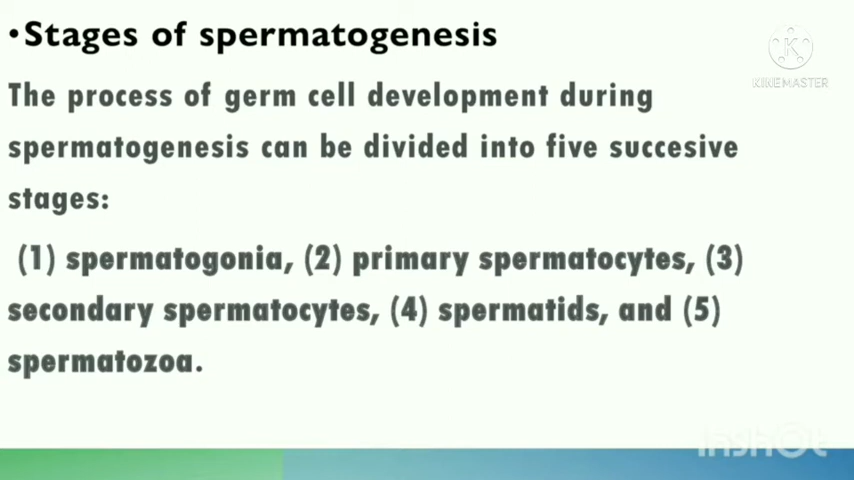 •Stages of spermatogenesis
The process of germ cell development during
spermatogenesis can be divided into five succesive
stages:
(1) spermatogonia, (2) primary spermatocytes, (3)
secondary spermatocytes, (4) spermatids, and (5)
spermatozoa.
K
KINEMASTER
InShOt